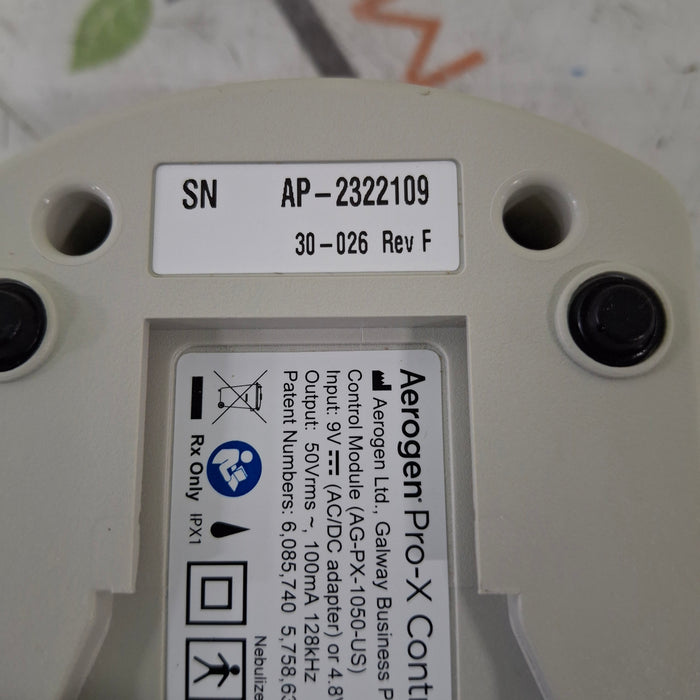 SN AP-2322109
30-026 Rev F
Aerogen® Pro-X
Aerogen Ltd., Galway Business
Control Module (AG-PX-1050-US)
Input: 9V (AC/DC adapter) or 4.8
Output: 50Vrms ~, 100mA 128kHz
Patent Numbers: 6,085,740 5,758,6
Rx Only IPX1